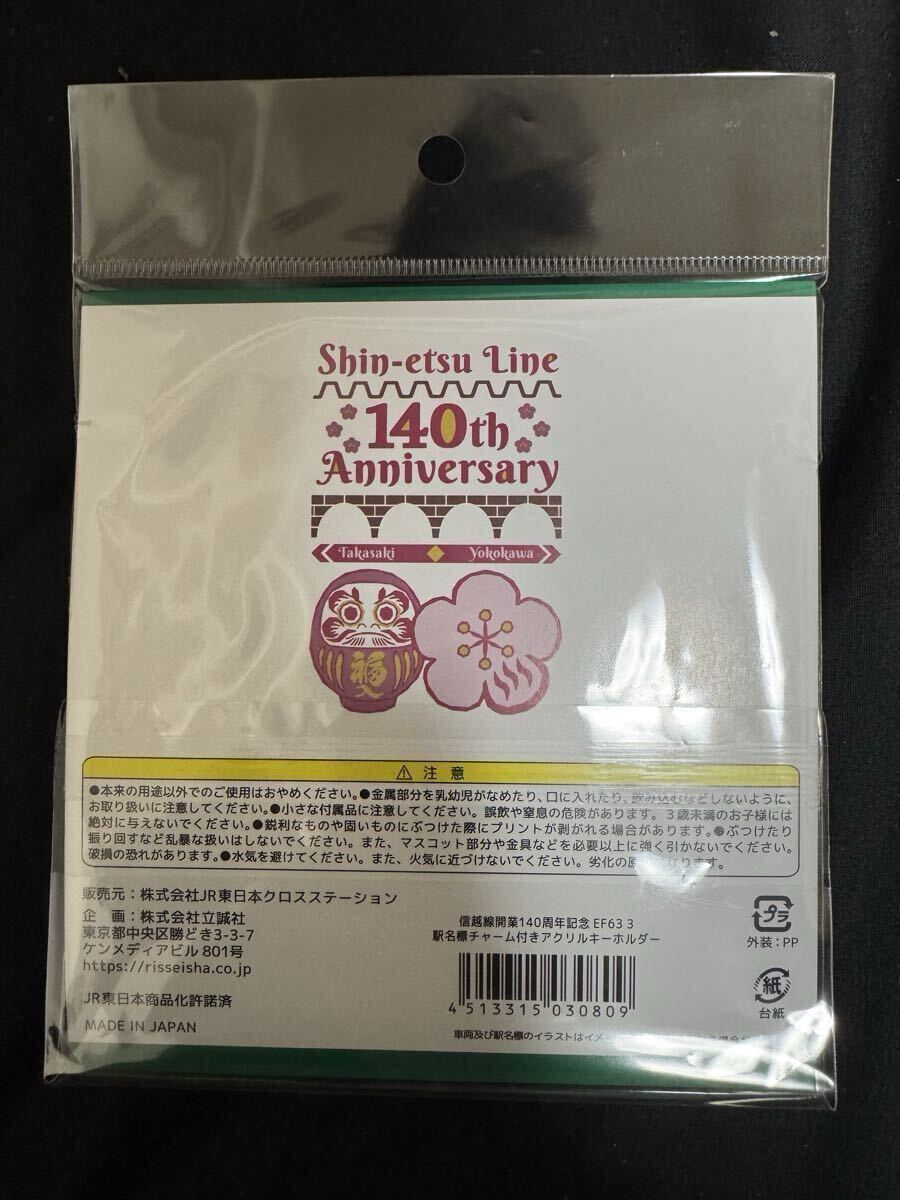 Shin-etsu Line
140th
Anniversary
Takasaki Yokokawa
福
入
注意
●本来の用途以外でのご使用はおやめください。●金属部分を乳幼児がなめたり、口に入れたり、飲み込むなどしないように、
お取り扱いに注意してください。●小さな付属品に注意してください。誤飲や窒息の危険があります。3歳未満のお子様には
絶対に与えないでください。●鋭利なものや固いものにぶつけた際にプリントが剥がれる場合があります。●ぶつけたり
振り回すなど乱暴な扱いはしないでください。また、マスコット部分や金具などを必要以上に強く引かないでください。
破損の恐れがあります。●水気を避けてください。また、火気に近づけないでください。劣化の原因となります。
販売元:株式会社JR東日本クロスステーション
企 画:株式会社立誠社
東京都中央区勝どき3-3-7
ケンメディアビル 801号
https://risseisha.co.jp
JR東日本商品化許諾済
MADE IN JAPAN
信越線開業140周年記念 EF63 3
駅名標チャーム付きアクリルキーホルダー
4 513315 030809
車両及び駅名標のイラストはイメ
プラ
外装:PP
紙
台紙